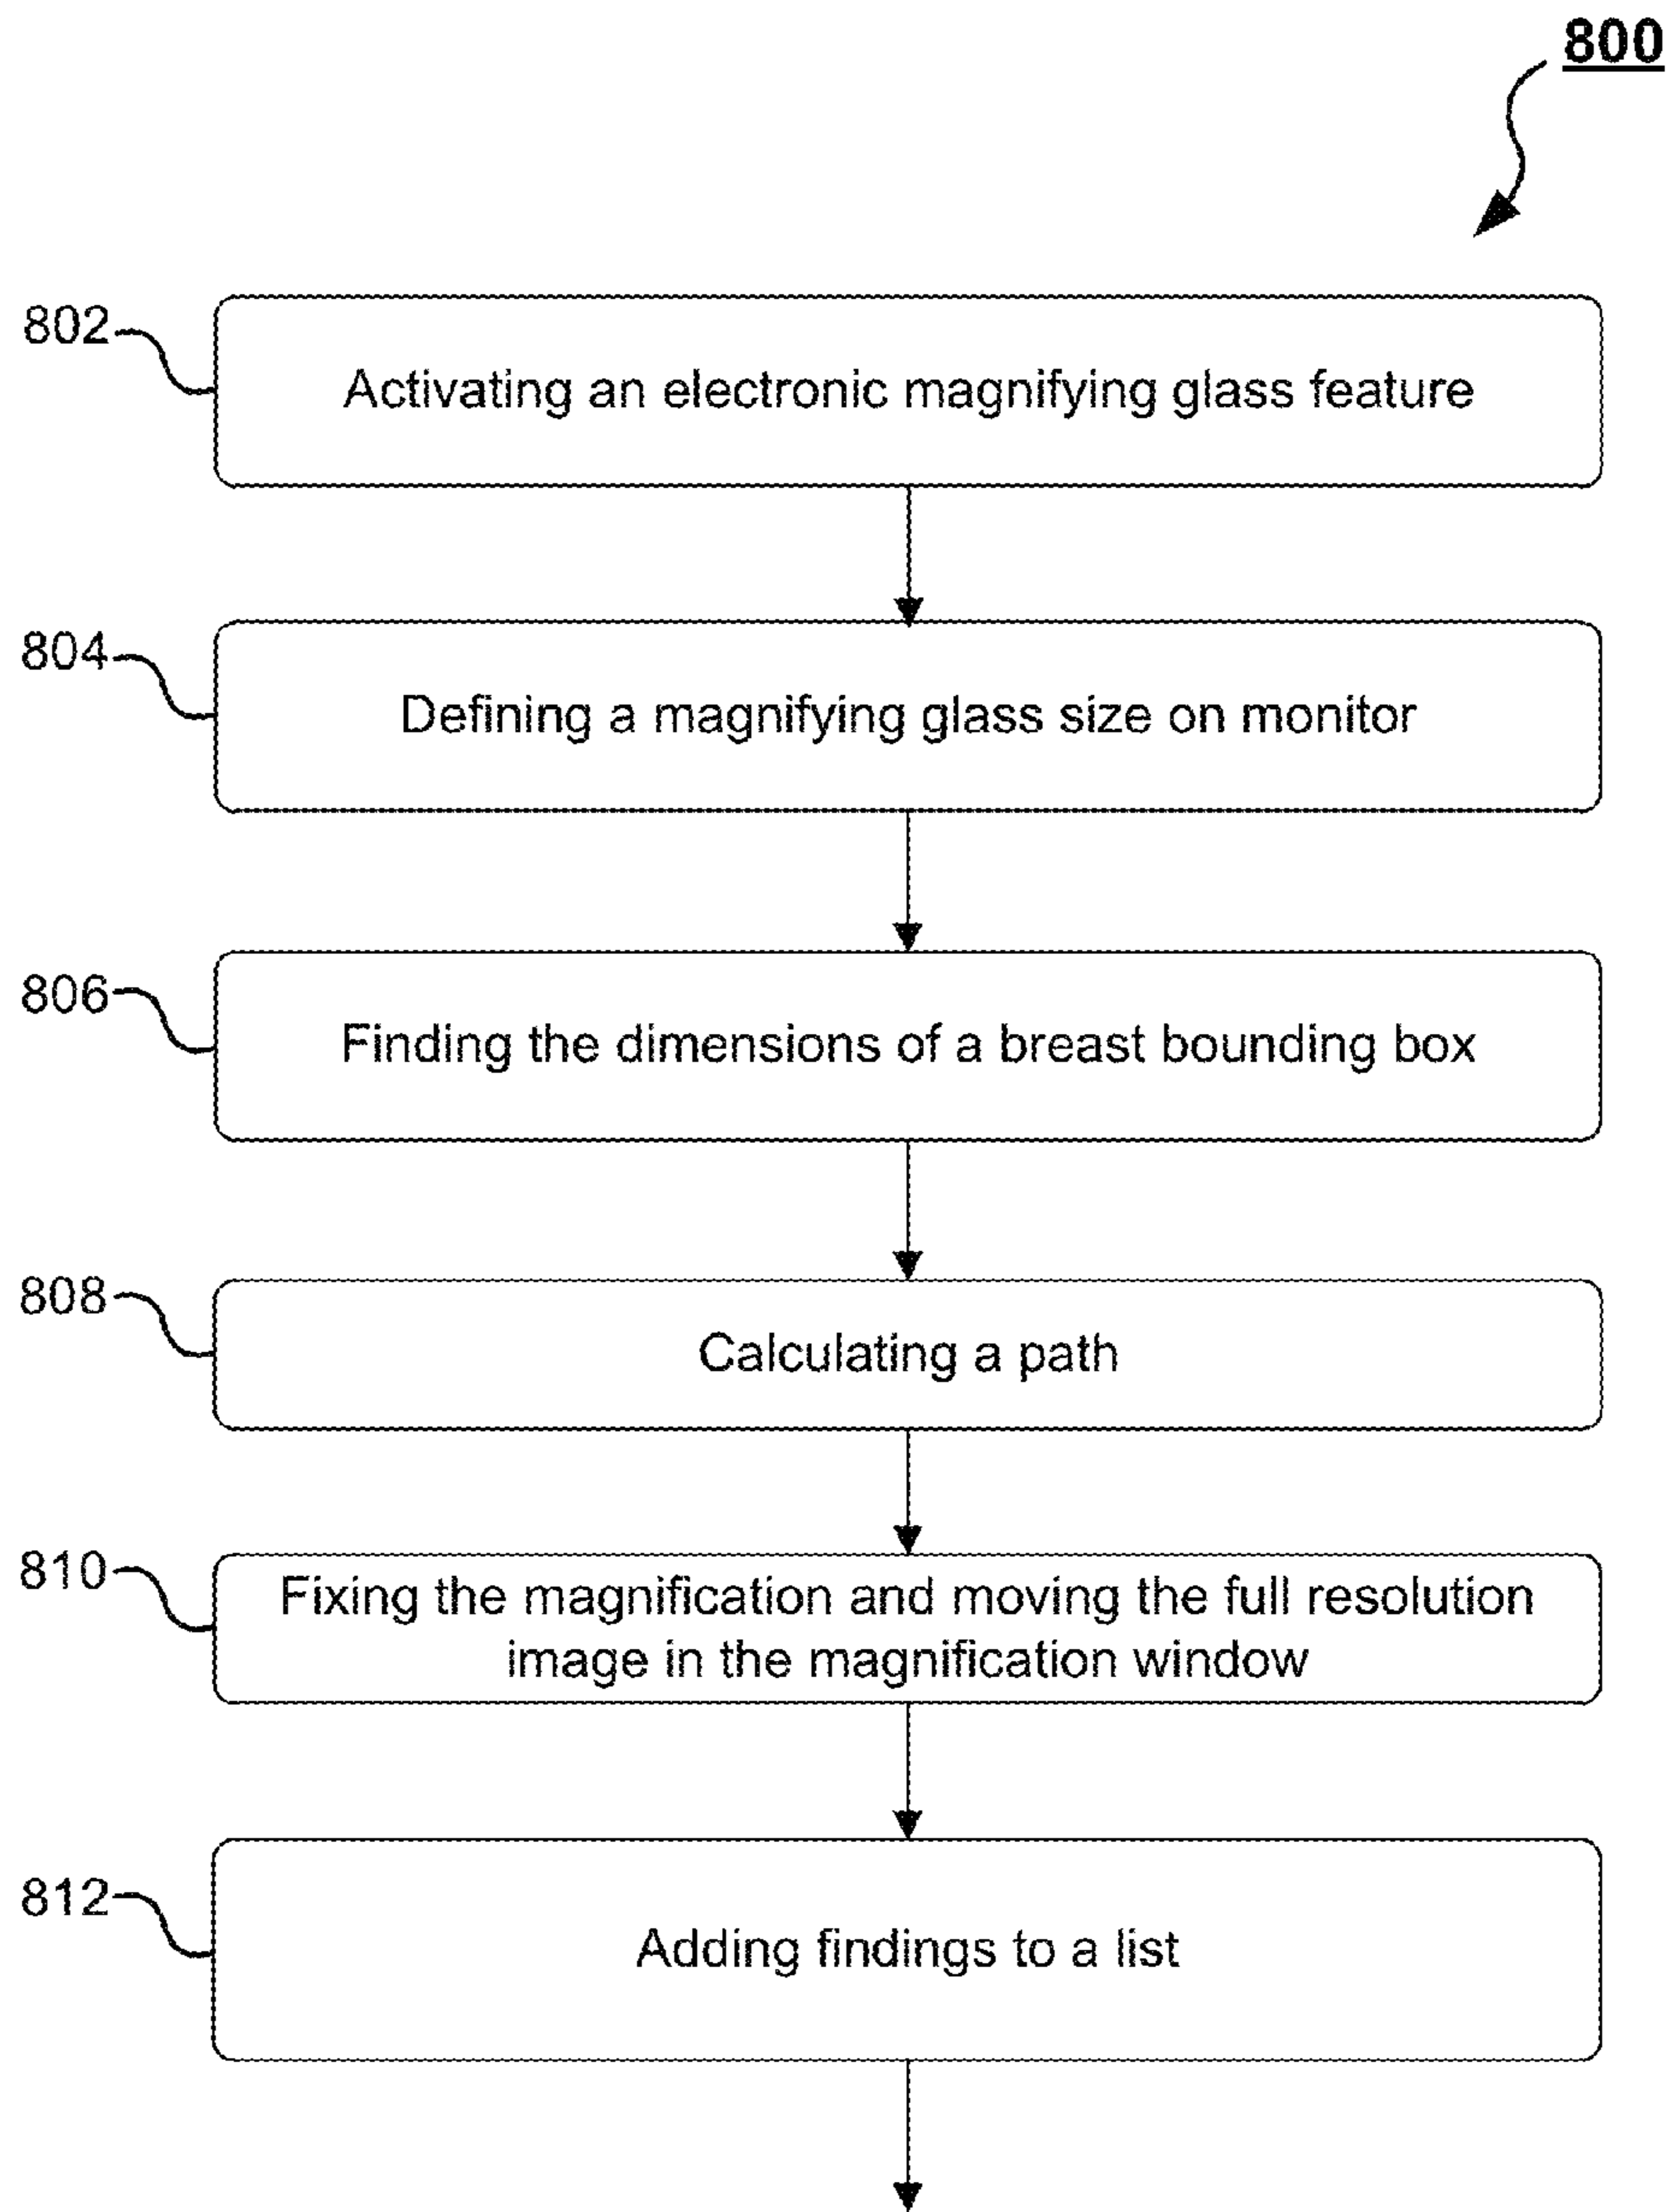 800
802
Activating an electronic magnifying glass feature
804
Defining a magnifying glass size on monitor
806
Finding the dimensions of a breast bounding box
808
Calculating a path
810
Fixing the magnification and moving the full resolution
image in the magnification window
812
Adding findings to a list